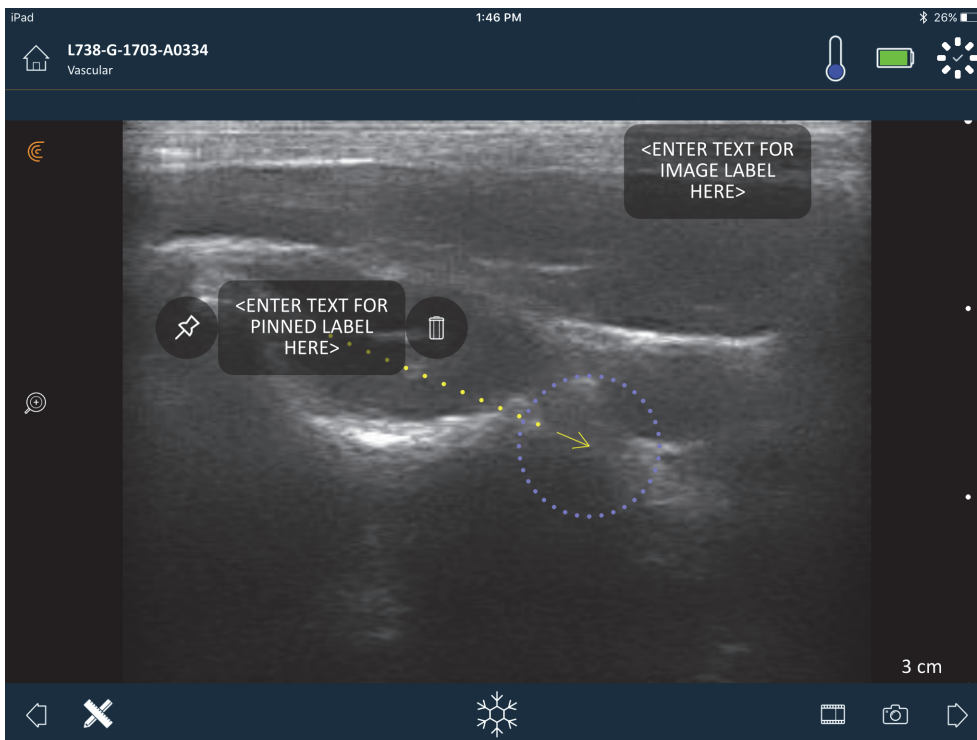 iPad
1:46 PM
26%
L738-G-1703-A0334
Vascular
<ENTER TEXT FOR
IMAGE LABEL
HERE>
<ENTER TEXT FOR
PINNED LABEL
HERE>
3 cm